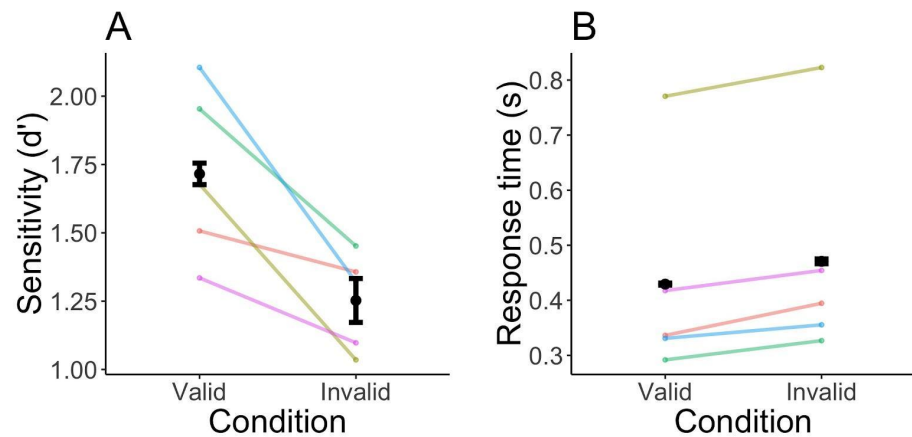 A
Sensitivity (d')
2.00
1.75
1.50
1.25
1.00
Valid Invalid
Condition
B
Response time (s)
0.8
0.7
0.6
0.5
0.4
0.3
Valid Invalid
Condition